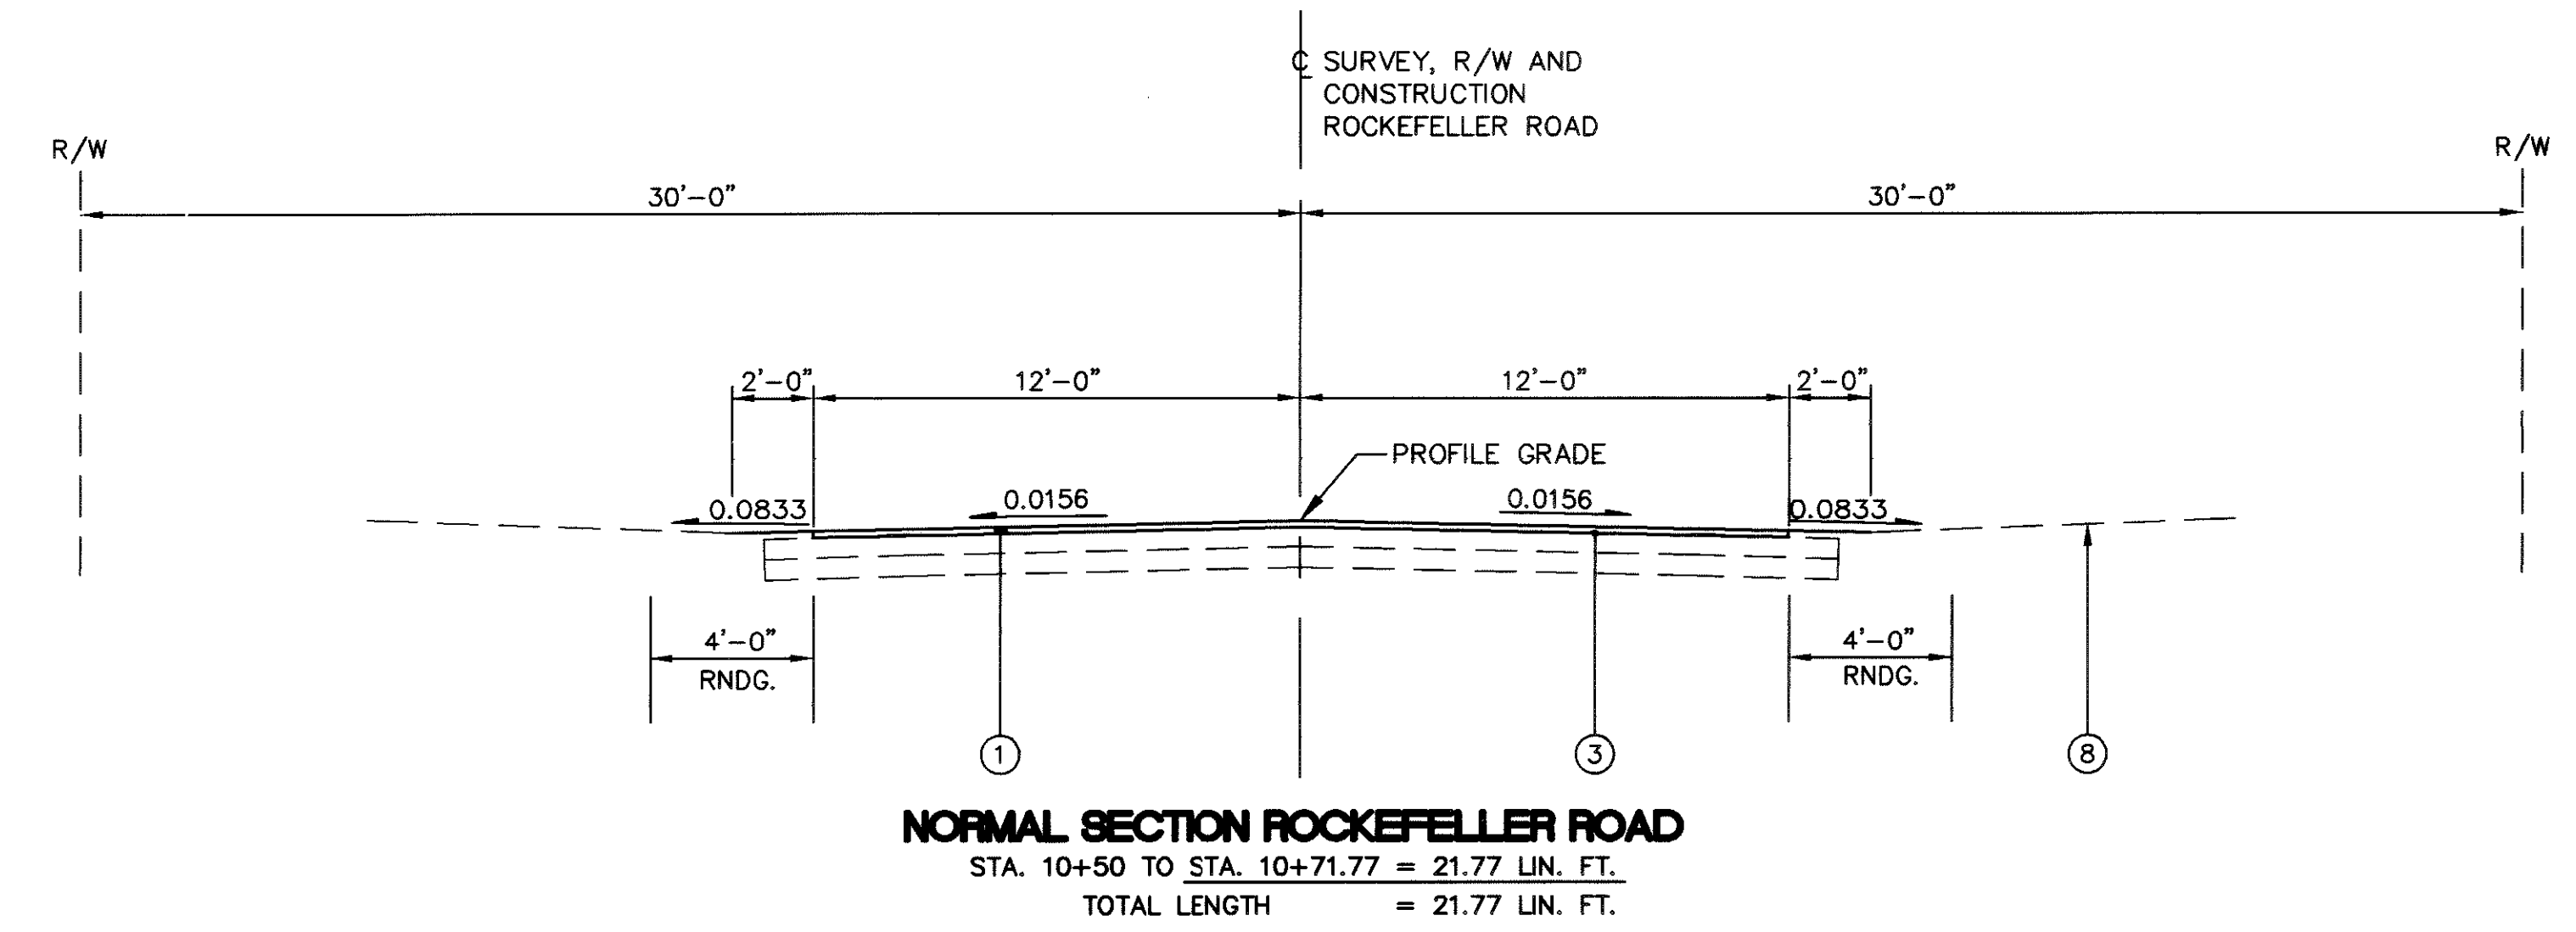 ℄ SURVEY, R/W AND
CONSTRUCTION
ROCKEFELLER ROAD
R/W
R/W
30'-0"
30'-0"
2'-0"
12'-0"
12'-0"
2'-0"
PROFILE GRADE
0.0833
0.0156
0.0156
0.0833
4'-0"
RNDG.
4'-0"
RNDG.
1
3
8
NORMAL SECTION ROCKEFELLER ROAD
STA. 10+50 TO STA. 10+71.77 = 21.77 LIN. FT.
TOTAL LENGTH = 21.77 LIN. FT.